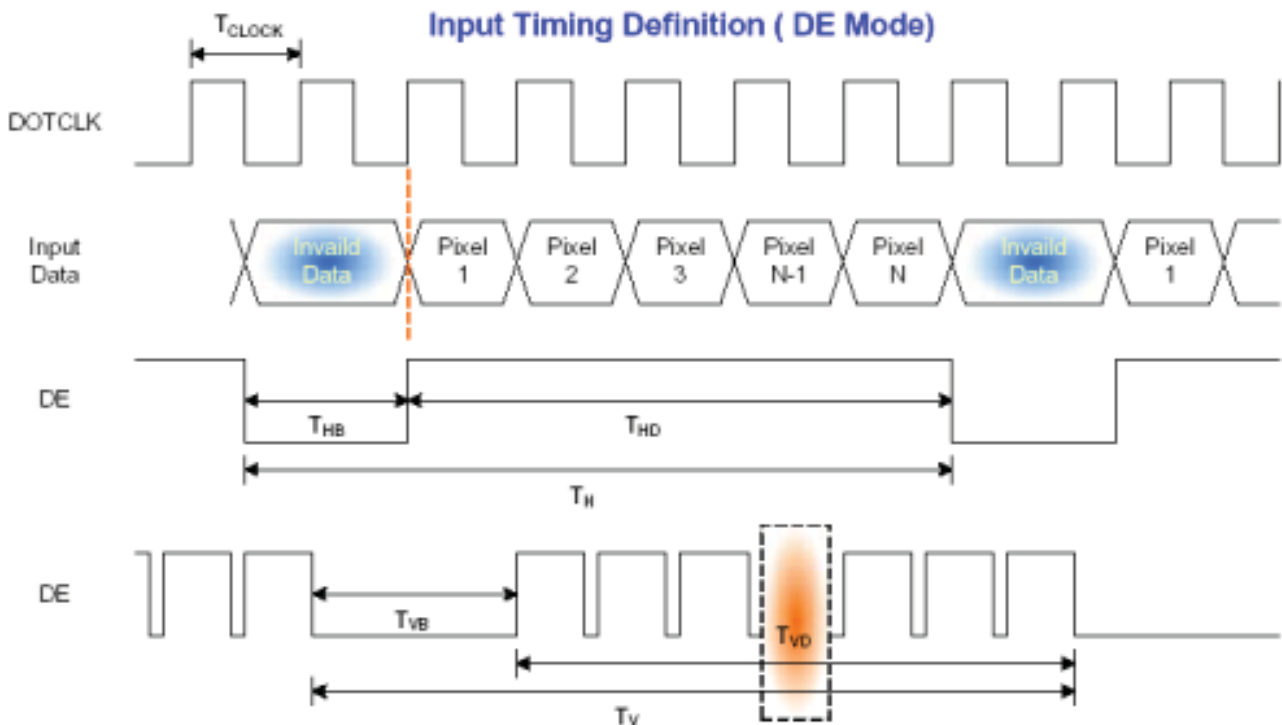 Input Timing Definition ( DE Mode)
TCLOCK
DOTCLK
Input
Data
Invaild
Data
Pixel
1
Pixel
2
Pixel
3
Pixel
N-1
Pixel
N
Invaild
Data
Pixel
1
DE
THB
THD
TH
DE
TVB
TVD
TV